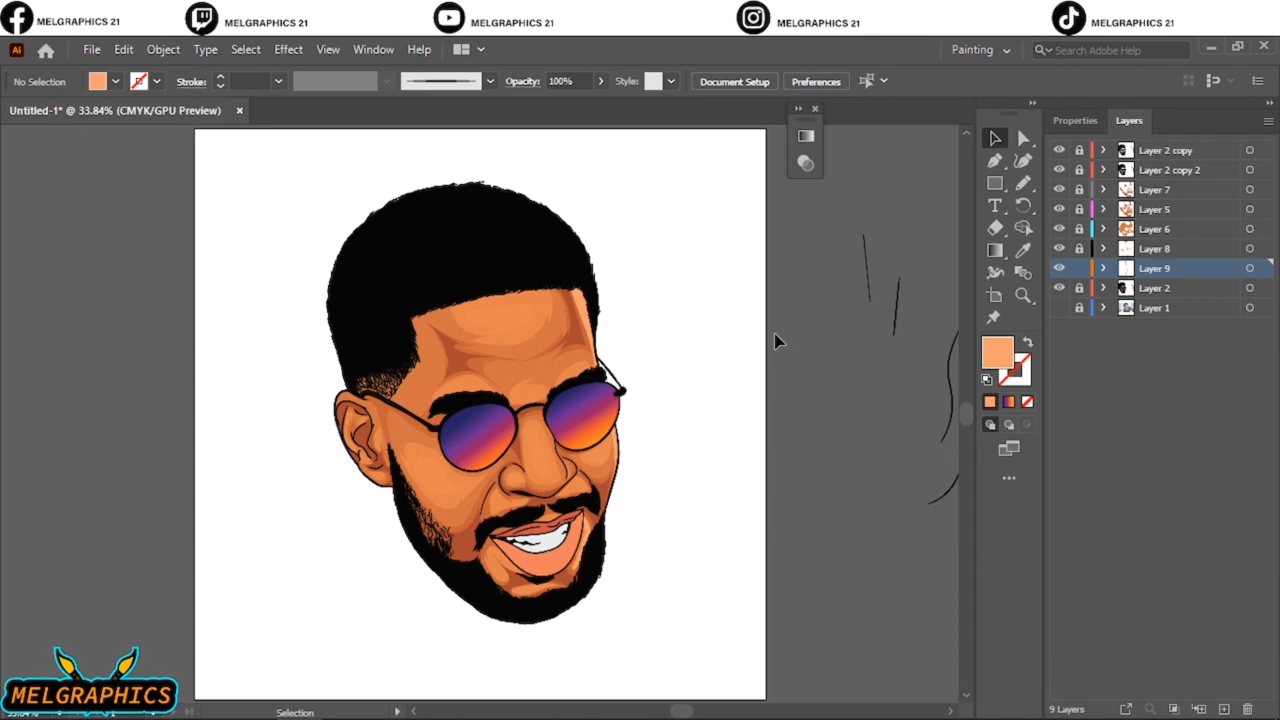 MELGRAPHICS 21
MELGRAPHICS 21
MELGRAPHICS 21
MELGRAPHICS 21
MELGRAPHICS 21
Ai File Edit Object Type Select Effect View Window Help Painting Search Adobe Help
No Selection Stroke: Opacity: 100% Style: Document Setup Preferences
Untitled-1* @ 33.84% (CMYK/GPU Preview)
Properties Layers
Layer 2 copy
Layer 2 copy 2
Layer 7
Layer 5
Layer 6
Layer 8
Layer 9
Layer 2
Layer 1
MELGRAPHICS
Selection
9 Layers